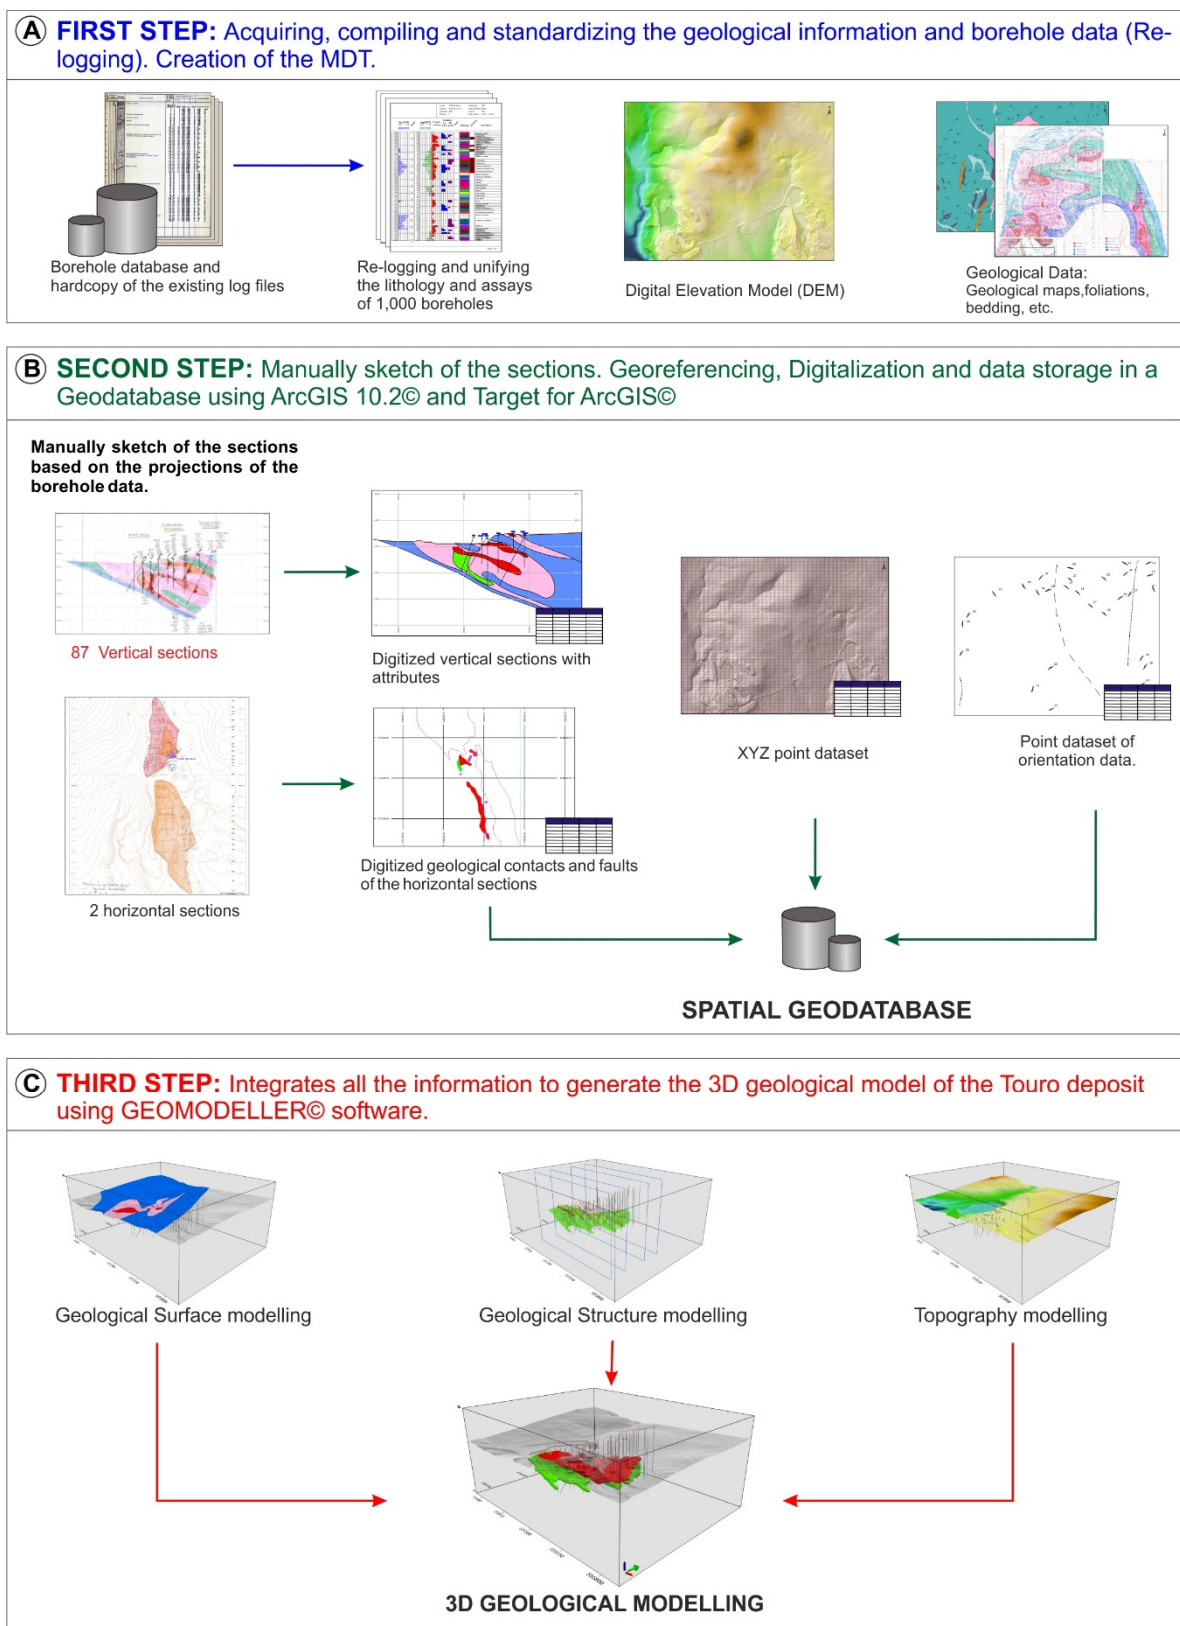 A FIRST STEP: Acquiring, compiling and standardizing the geological information and borehole data (Re-
logging). Creation of the MDT.
Borehole database and
hardcopy of the existing log files
Re-logging and unifying
the lithology and assays
of 1,000 boreholes
Digital Elevation Model (DEM)
Geological Data:
Geological maps,foliations,
bedding, etc.
B SECOND STEP: Manually sketch of the sections. Georeferencing, Digitalization and data storage in a
Geodatabase using ArcGIS 10.2© and Target for ArcGIS©
Manually sketch of the sections
based on the projections of the
borehole data.
87 Vertical sections
Digitized vertical sections with
attributes
XYZ point dataset
Point dataset of
orientation data.
2 horizontal sections
Digitized geological contacts and faults
of the horizontal sections
SPATIAL GEODATABASE
C THIRD STEP: Integrates all the information to generate the 3D geological model of the Touro deposit
using GEOMODELLER© software.
Geological Surface modelling
Geological Structure modelling
Topography modelling
3D GEOLOGICAL MODELLING